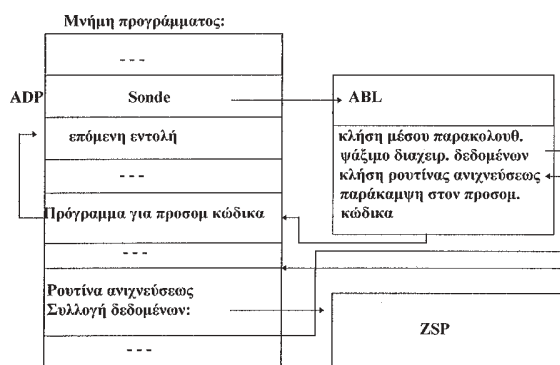 Μνήμη προγράμματος:
- - -
ADP
Sonde
ABL
επόμενη εντολή
κλήση μέσου παρακολουθ.
ψάξιμο διαχειρ. δεδομένων
κλήση ρουτίνας ανιχνεύσεως
παράκαμψη στον προσομ.
κώδικα
- - -
Πρόγραμμα για προσομ κώδικα
- - -
Ρουτίνα ανιχνεύσεως
Συλλογή δεδομένων:
ZSP
- - -